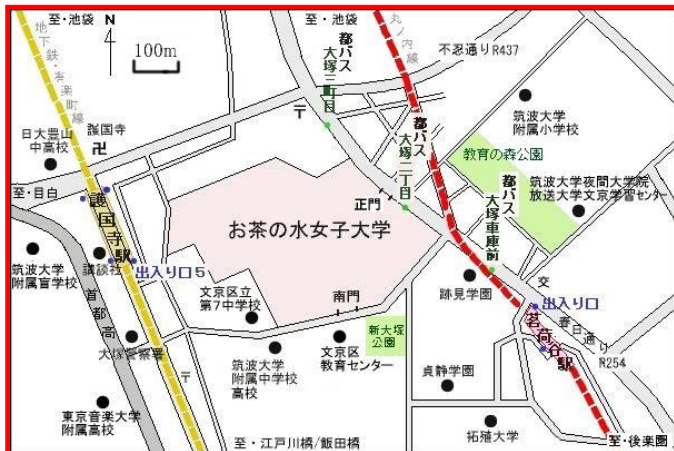 至・池袋
N
100m
地下鉄・有楽町線
至・池袋
都バス
大塚三町目
丸ノ内線
不忍通りR437
日大豊山
中高校
護国寺
卍
〒
都バス
大塚二丁目
筑波大学
附属小学校
教育の森公園
至・目白
護国寺駅
正門
お茶の水女子大学
都バス
大塚車庫前
筑波大学夜間大学院
放送大学文京学習センター
筑波大学
附属盲学校
講談社
出入り口5
首都高
文京区立
第7中学校
南門
跡見学園
交
出入り口
茗荷谷駅
春日通り
R254
大塚警察署
〒
筑波大学
附属中学校
高校
文京区
教育センター
新大塚
公園
貞静学園
東京音楽大学
附属高校
至・江戸川橋/飯田橋
拓殖大学
至・後楽園